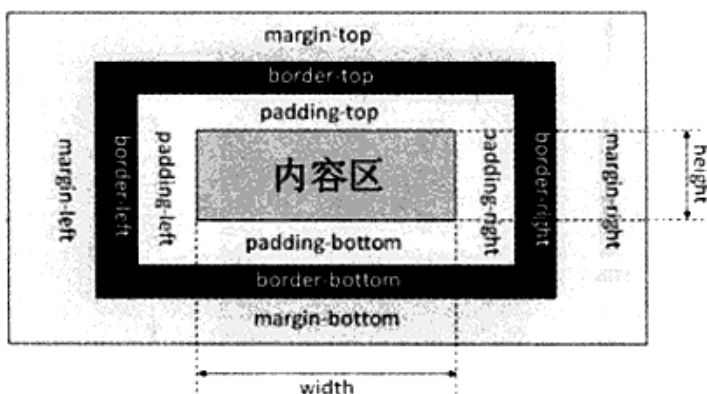 margin-top
border-top
padding-top
margin-left
border-left
padding-left
内容区
padding-right
border-right
margin-right
height
padding-bottom
border-bottom
margin-bottom
width